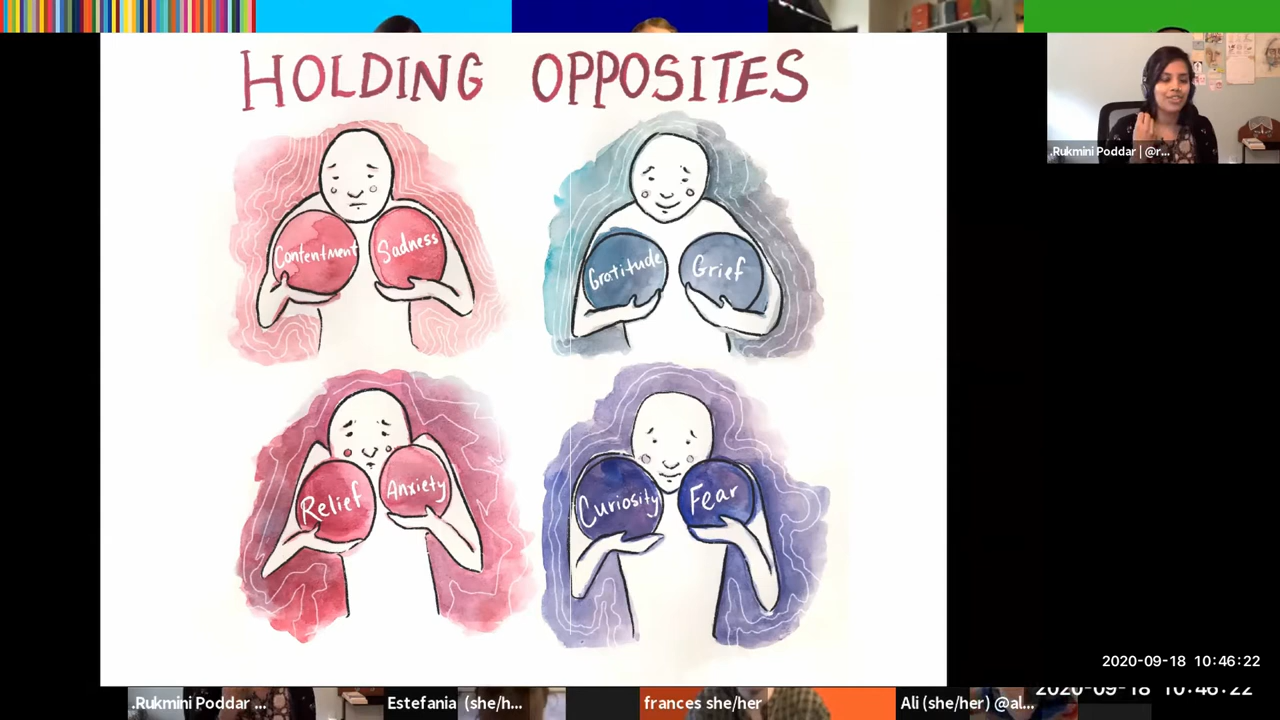 HOLDING OPPOSITES
Contentment
Sadness
Gratitude
Grief
Relief
Anxiety
Curiosity
Fear
.Rukmini Poddar | @r...
2020-09-18 10:46:22
2020-09-18 10:46:22
.Rukmini Poddar ...
Estefania (she/h...
frances she/her
Ali (she/her) @al...